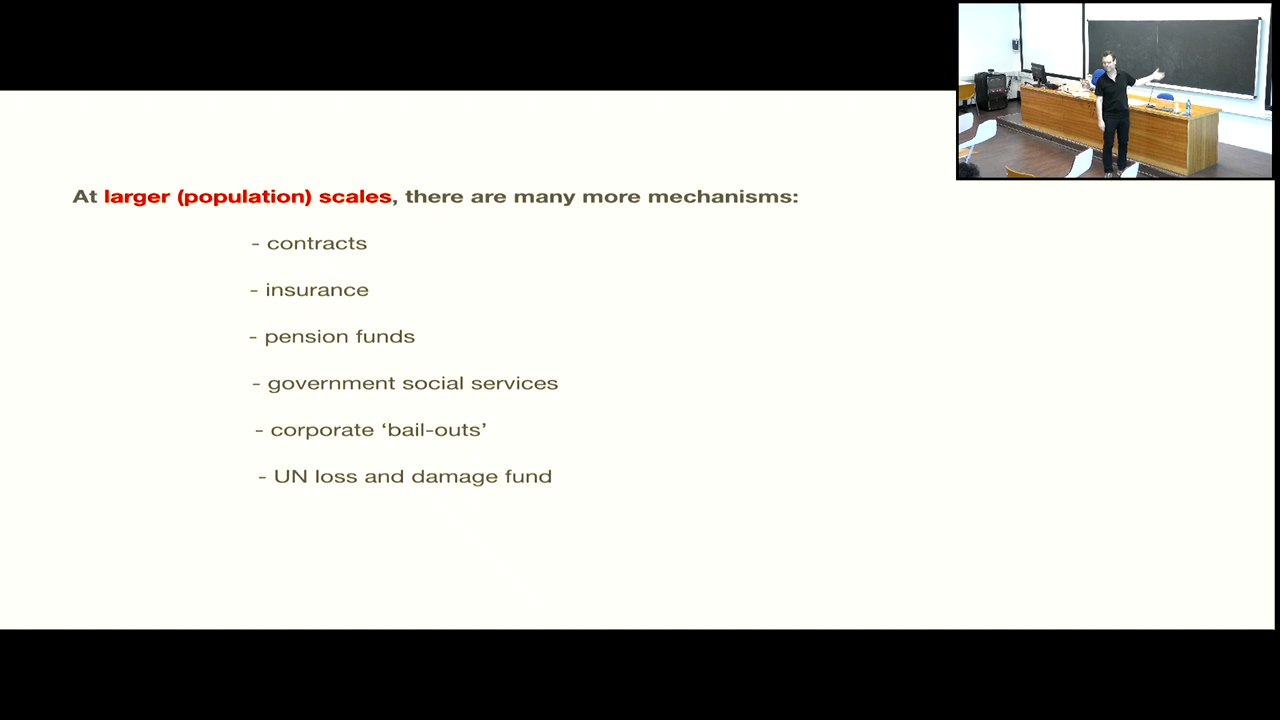 At larger (population) scales, there are many more mechanisms:
- contracts
- insurance
- pension funds
- government social services
- corporate ‘bail-outs’
- UN loss and damage fund